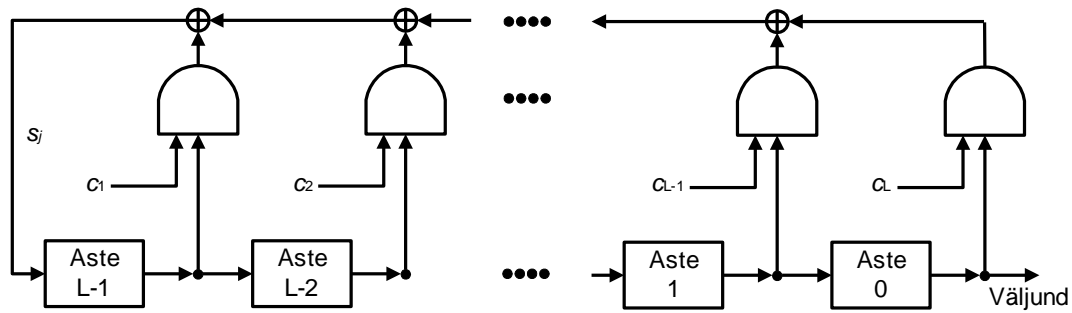 sj
c1
c2
cL-1
cL
Aste
L-1
Aste
L-2
Aste
1
Aste
0
Väljund